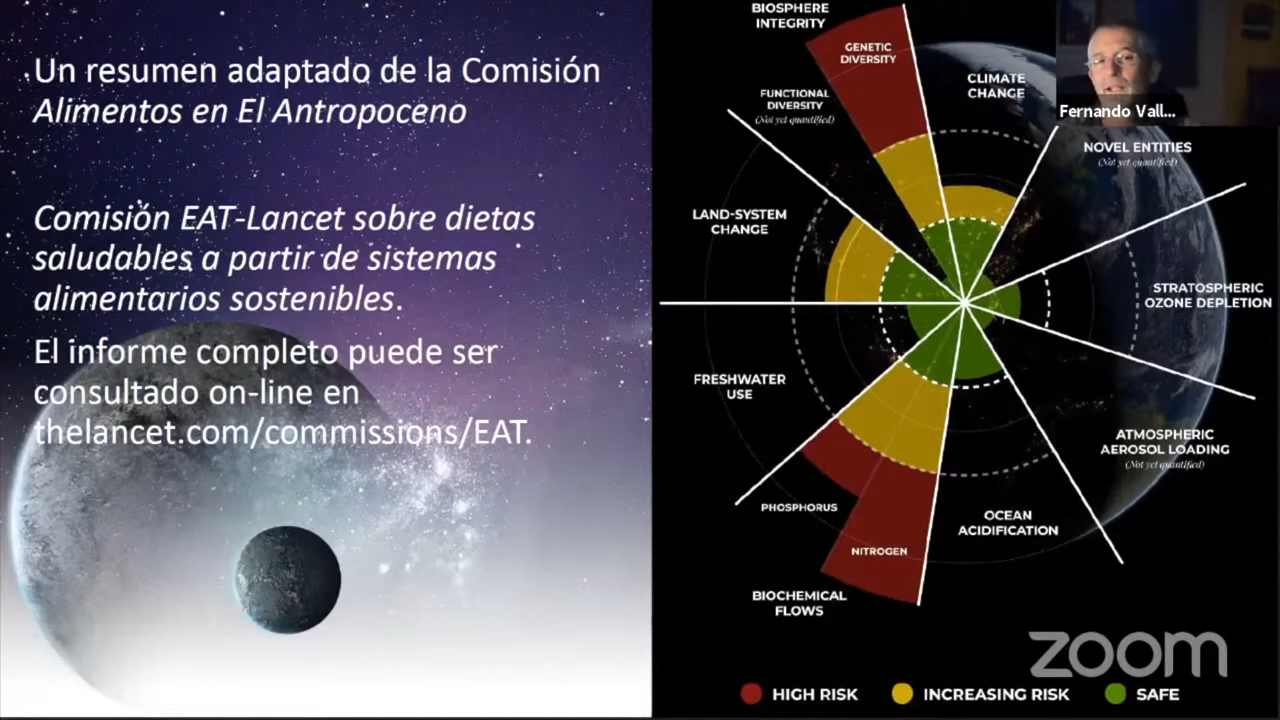 Un resumen adaptado de la Comisión
Alimentos en El Antropoceno
Comisión EAT-Lancet sobre dietas
saludables a partir de sistemas
alimentarios sostenibles.
El informe completo puede ser
consultado on-line en
thelancet.com/commissions/EAT.
BIOSPHERE
INTEGRITY
GENETIC
DIVERSITY
FUNCTIONAL
DIVERSITY
(Not yet quantified)
CLIMATE
CHANGE
Fernando Vall...
NOVEL ENTITIES
(Not yet quantified)
LAND-SYSTEM
CHANGE
STRATOSPHERIC
OZONE DEPLETION
FRESHWATER
USE
ATMOSPHERIC
AEROSOL LOADING
(Not yet quantified)
PHOSPHORUS
NITROGEN
OCEAN
ACIDIFICATION
BIOCHEMICAL
FLOWS
zoom
HIGH RISK
INCREASING RISK
SAFE